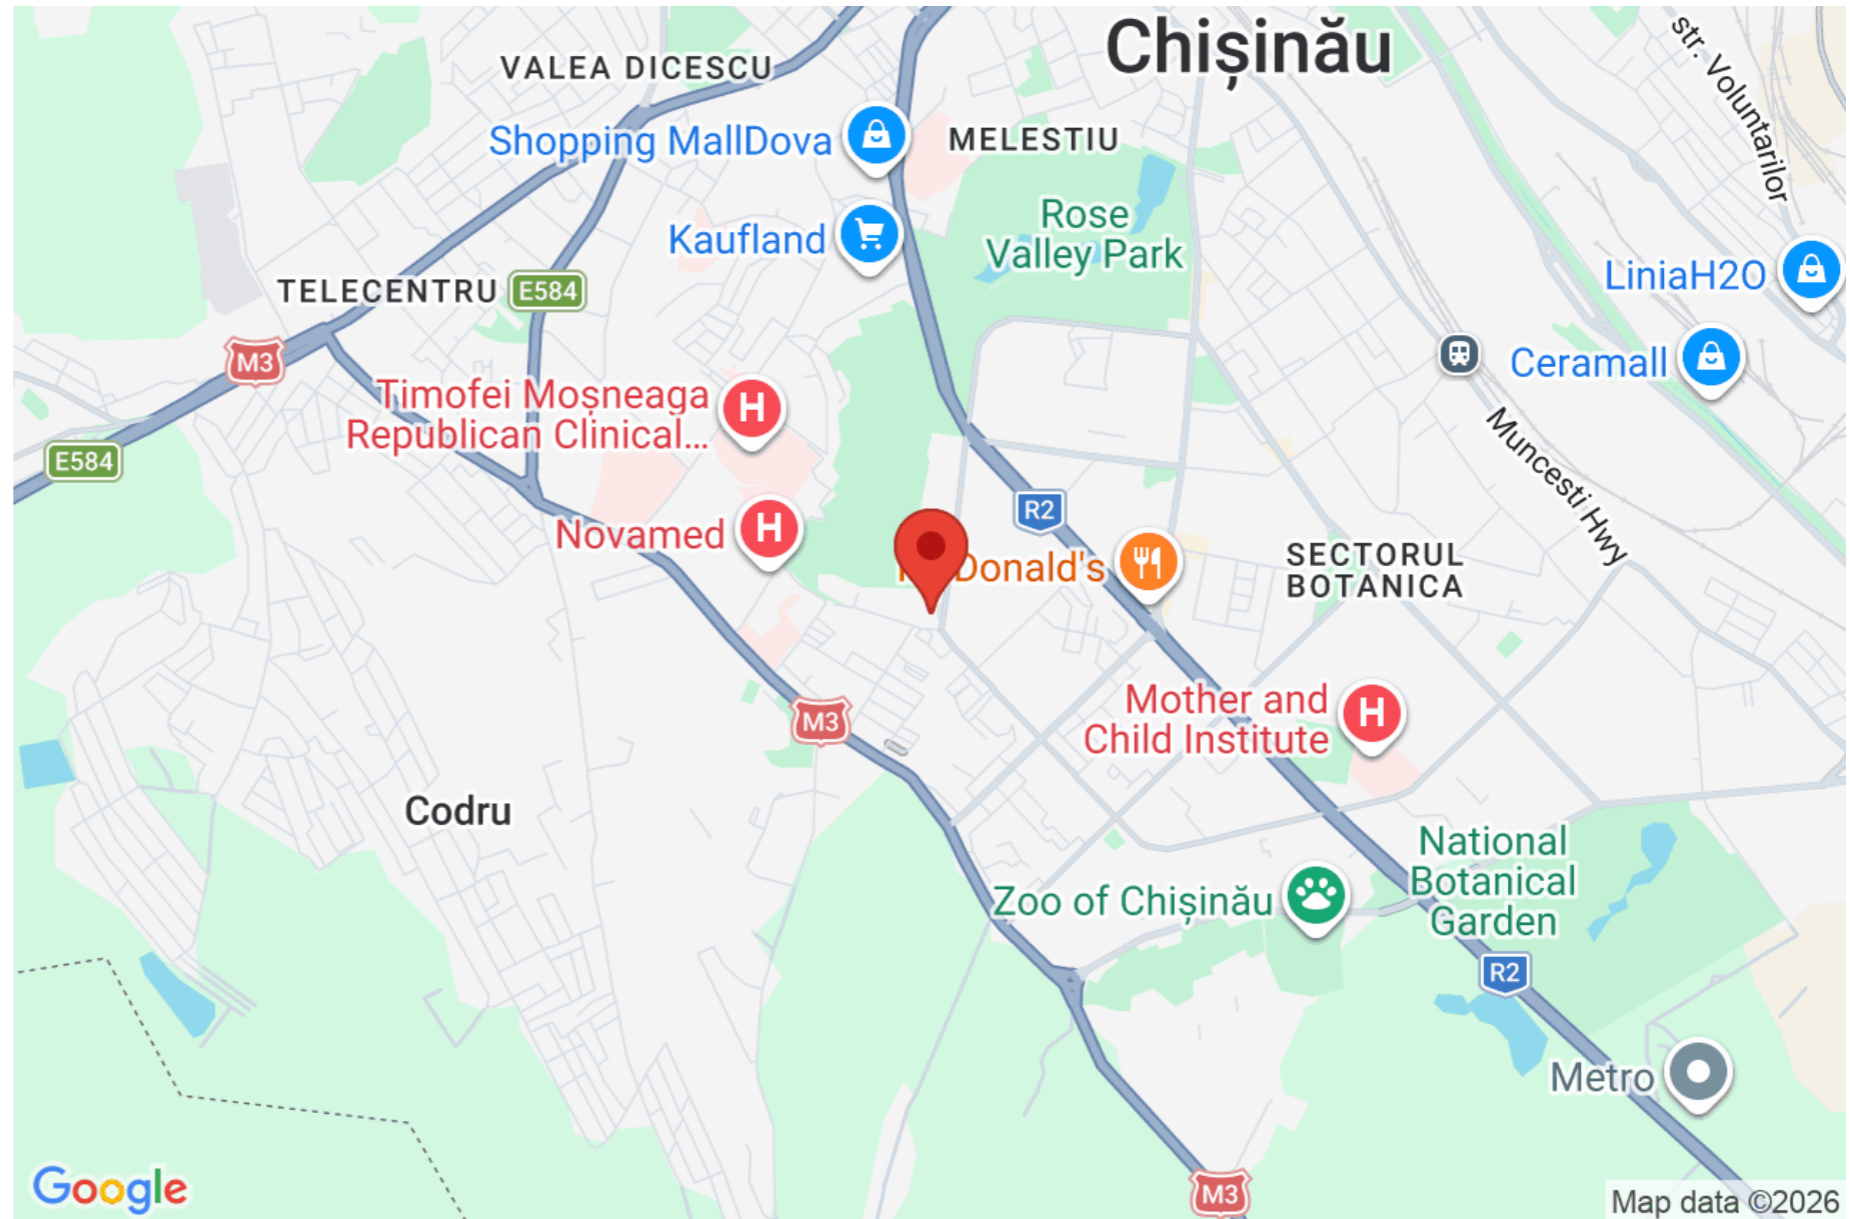 Chișinău
str. Voluntarilor
VALEA DICESCU
Shopping MallDova
MELESTIU
Rose
Valley Park
Kaufland
LiniaH2O
TELECENTRU
E584
M3
Ceramall
Timofei Moșneaga
Republican Clinical...
E584
Muncesti Hwy
R2
Novamed
Donald's
SECTORUL
BOTANICA
Mother and
Child Institute
M3
Codru
National
Botanical
Garden
Zoo of Chișinău
R2
Metro
M3
Google
Map data ©2026